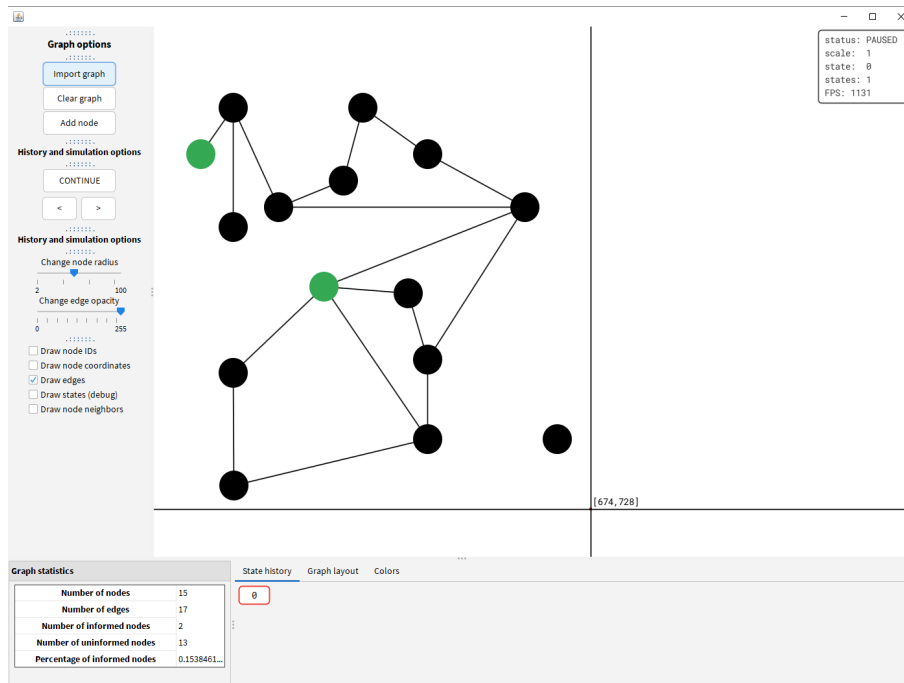 .::::::.
Graph options
.::::::.
Import graph
Clear graph
Add node
.::::::.
History and simulation options
.::::::.
CONTINUE
< >
.::::::.
History and simulation options
.::::::.
Change node radius
2 100
Change edge opacity
0 255
.::::::.
Draw node IDs
Draw node coordinates
Draw edges
Draw states (debug)
Draw node neighbors
status: PAUSED
scale: 1
state: 0
states: 1
FPS: 1131
[674,728]
Graph statistics
Number of nodes 15
Number of edges 17
Number of informed nodes 2
Number of uninformed nodes 13
Percentage of informed nodes 0.1538461...
State history Graph layout Colors
0